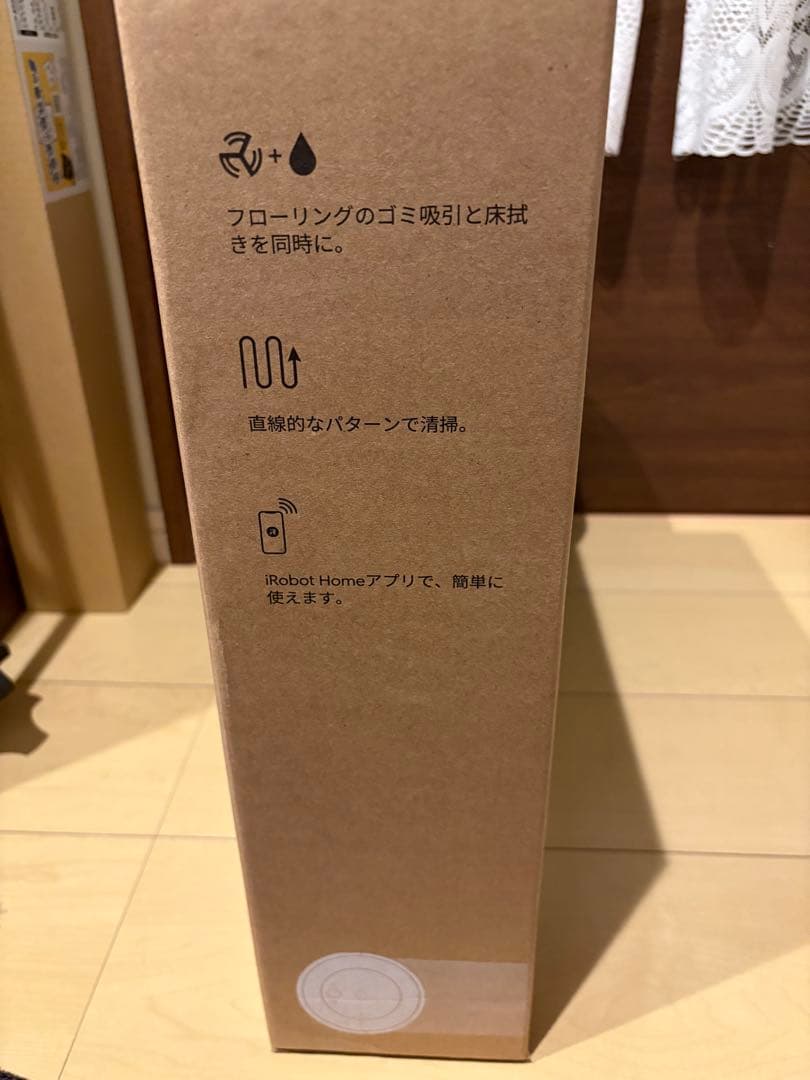 フローリングのゴミ吸引と床拭
きを同時に。
直線的なパターンで清掃。
iRobot Homeアプリで、簡単に
使えます。